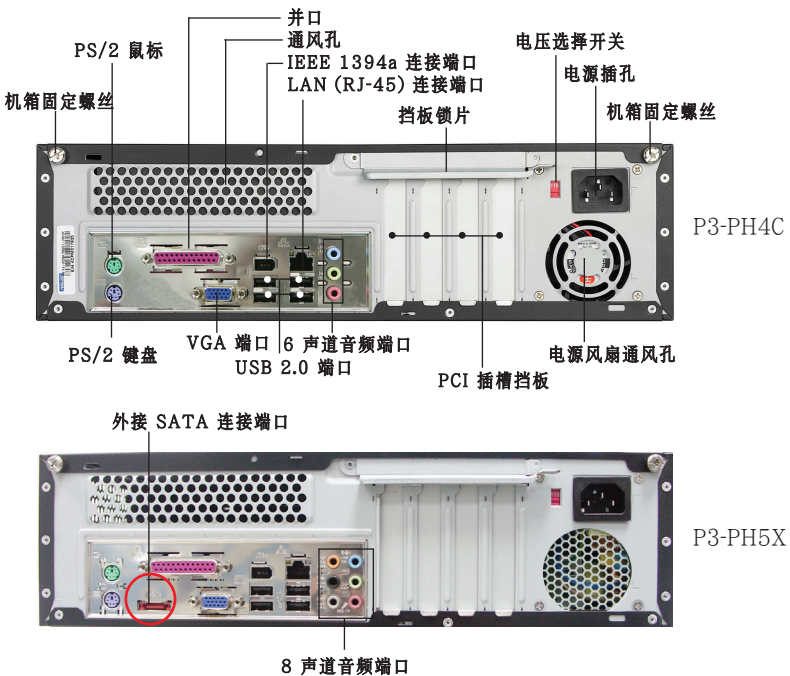 并口
通风孔
PS/2 鼠标
IEEE 1394a 连接端口
LAN (RJ-45) 连接端口
电压选择开关
电源插孔
机箱固定螺丝
挡板锁片
机箱固定螺丝
P3-PH4C
VGA 端口
6 声道音频端口
PS/2 键盘
USB 2.0 端口
电源风扇通风孔
PCI 插槽挡板
外接 SATA 连接端口
P3-PH5X
8 声道音频端口